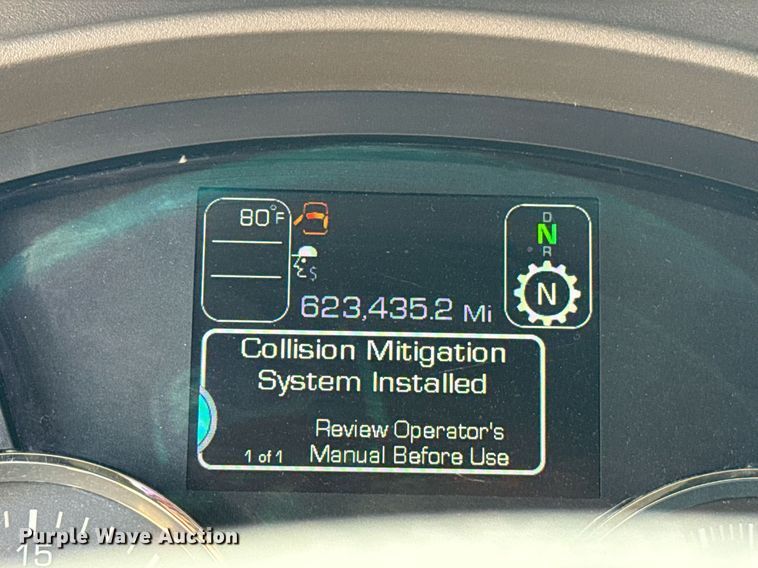 80°F
D
N
R
$
N
623,435.2 Mi
Collision Mitigation
System Installed
Review Operator's
1 of 1 Manual Before Use
15
Purple Wave Auction